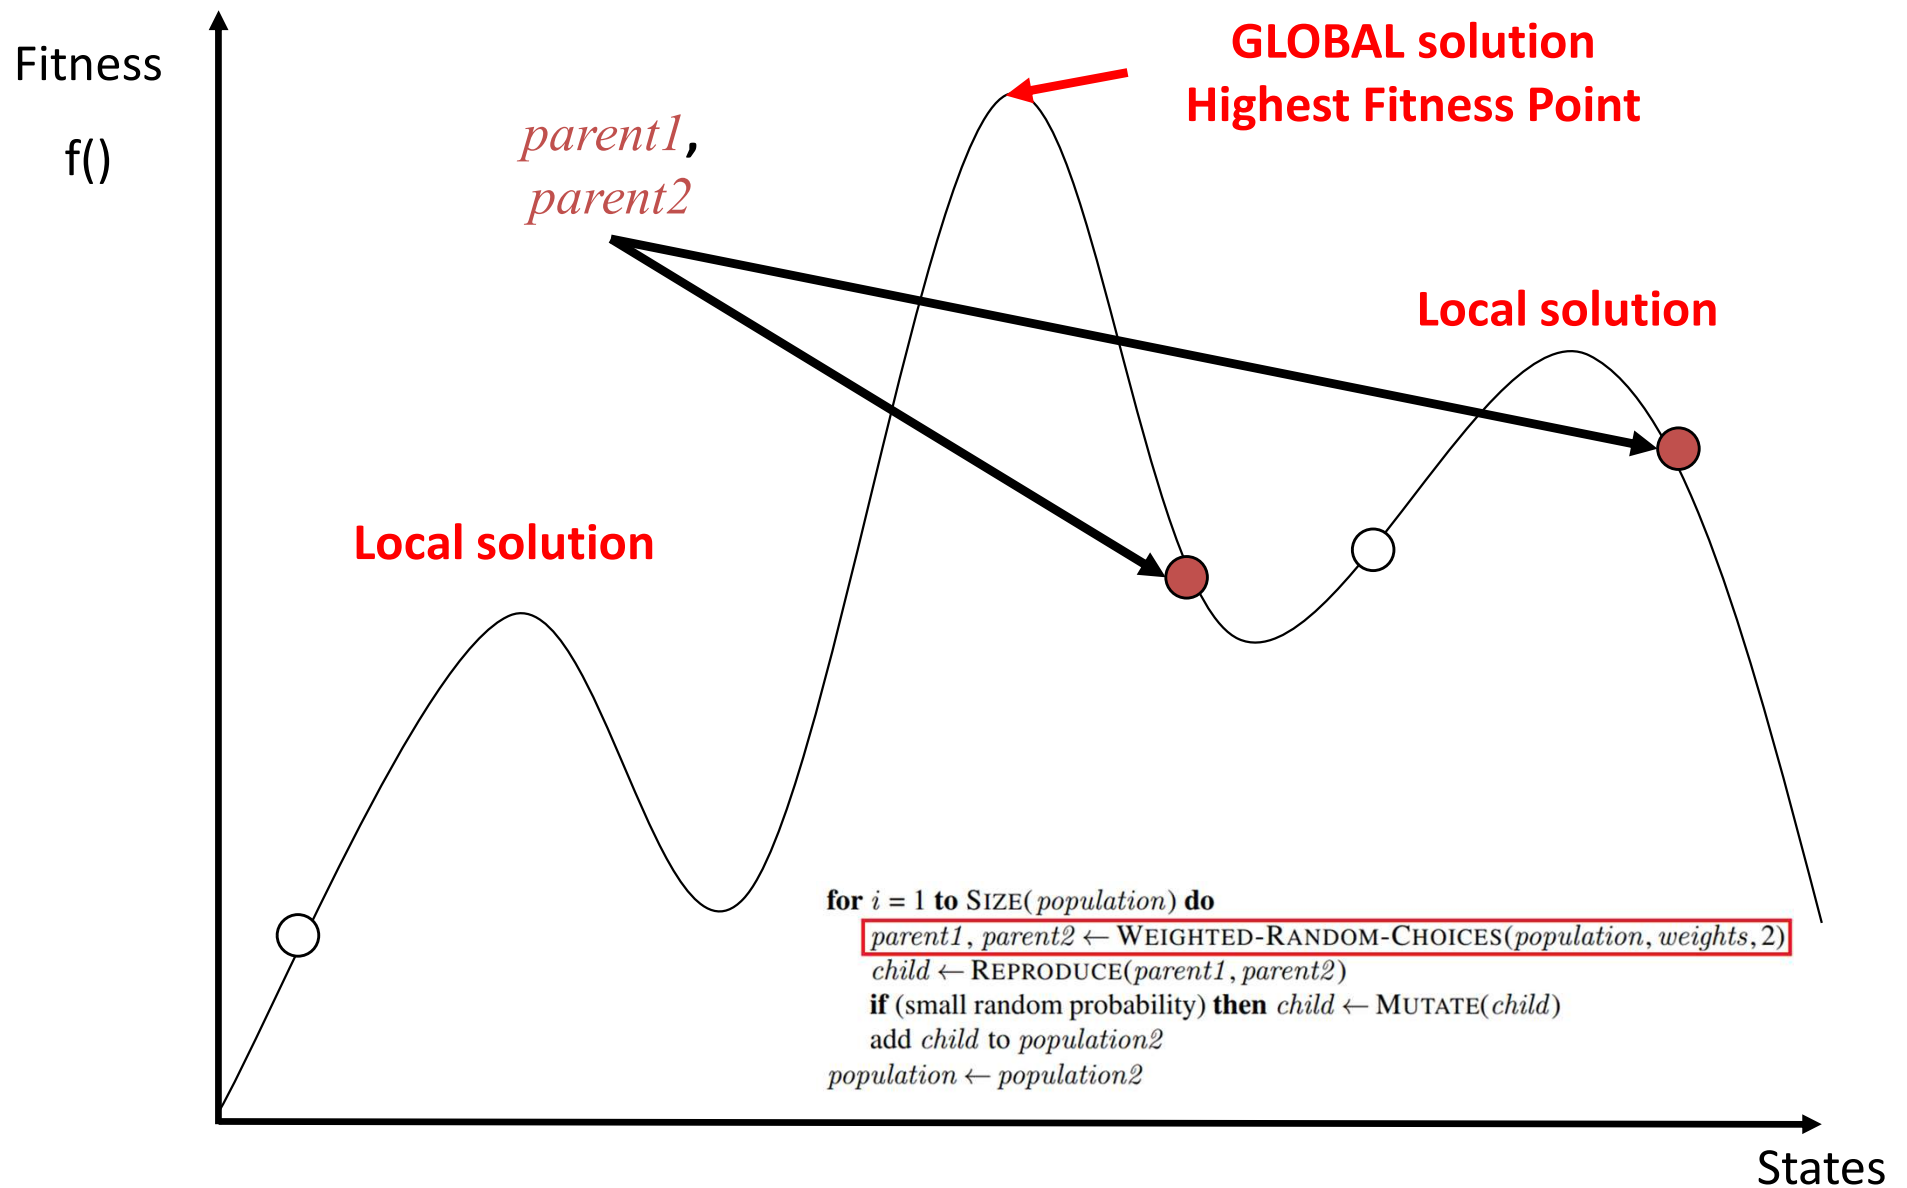 Fitness
f()
GLOBAL solution
Highest Fitness Point
parent1,
parent2
Local solution
Local solution
for i = 1 to SIZE(population) do
parent1, parent2 ← WEIGHTED-RANDOM-CHOICES(population, weights, 2)
child ← REPRODUCE(parent1, parent2)
if (small random probability) then child ← MUTATE(child)
add child to population2
population ← population2
States